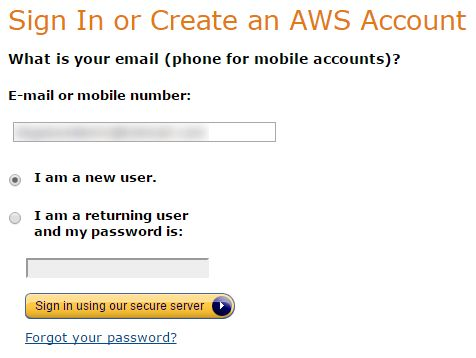 Sign In or Create an AWS Account
What is your email (phone for mobile accounts)?
E-mail or mobile number:
I am a new user.
I am a returning user
and my password is:
Sign in using our secure server
Forgot your password?